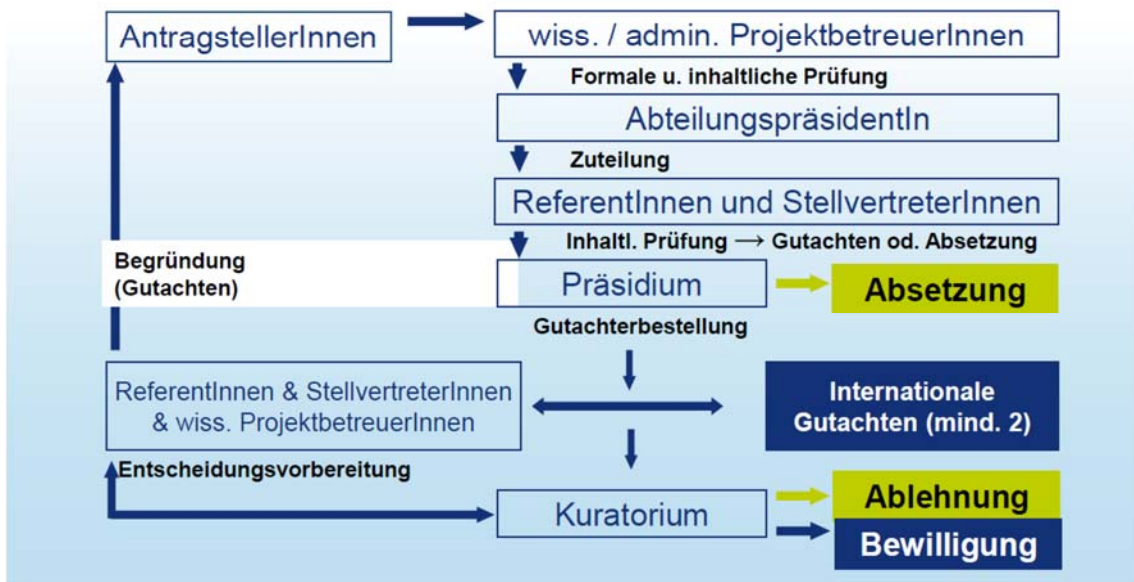 AntragstellerInnen
wiss. / admin. ProjektbetreuerInnen
Formale u. inhaltliche Prüfung
AbteilungspräsidentIn
Zuteilung
ReferentInnen und StellvertreterInnen
Inhaltl. Prüfung → Gutachten od. Absetzung
Begründung
(Gutachten)
Präsidium
Absetzung
Gutachterbestellung
ReferentInnen & StellvertreterInnen
& wiss. ProjektbetreuerInnen
Internationale
Gutachten (mind. 2)
Entscheidungsvorbereitung
Kuratorium
Ablehnung
Bewilligung